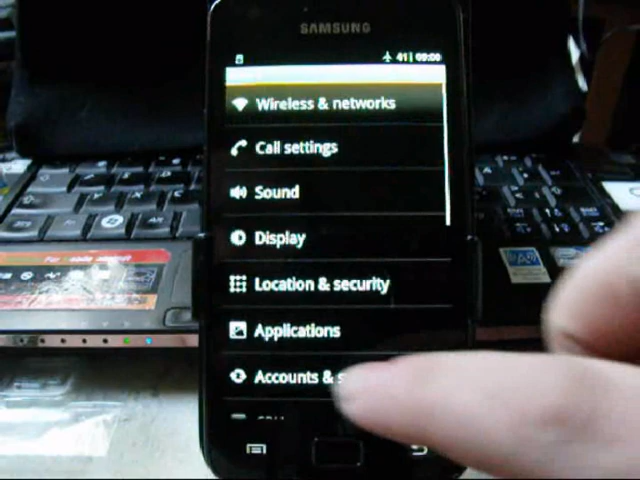 SAMSUNG
41| 09:00
Wireless & networks
Call settings
Sound
Display
Location & security
Applications
Accounts &